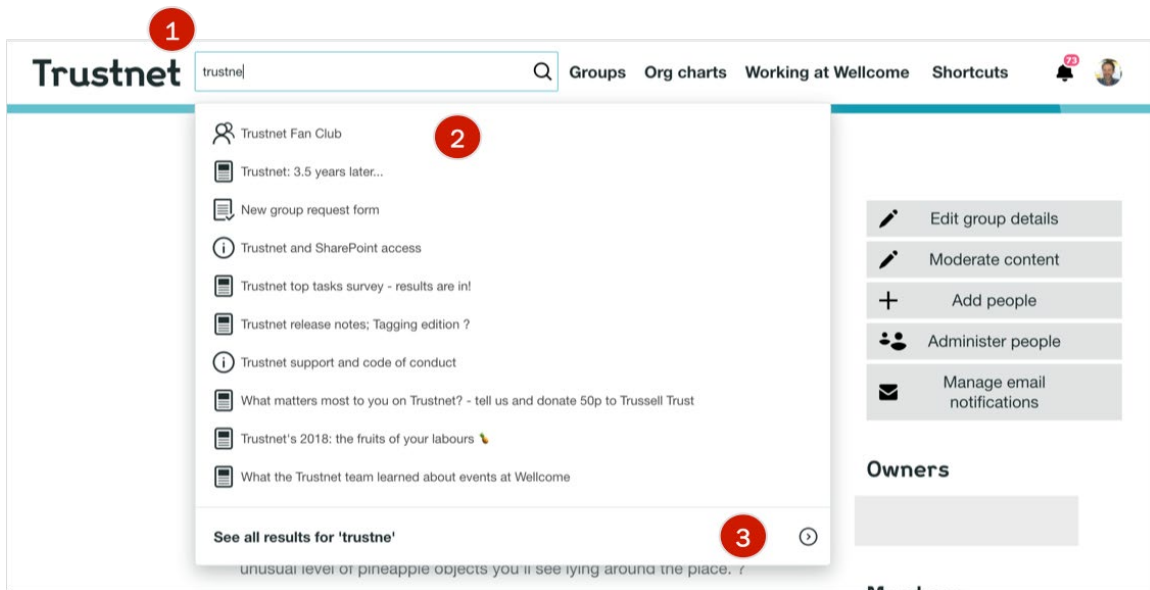 1
Trustnet
trustne
Groups Org charts Working at Wellcome Shortcuts
73
2
Trustnet Fan Club
Trustnet: 3.5 years later...
New group request form
Trustnet and SharePoint access
Trustnet top tasks survey - results are in!
Trustnet release notes; Tagging edition ?
Trustnet support and code of conduct
What matters most to you on Trustnet? - tell us and donate 50p to Trussell Trust
Trustnet's 2018: the fruits of your labours 🍍
What the Trustnet team learned about events at Wellcome
See all results for 'trustne'
3
unusual level of pineapple objects you'll see lying around the place. ?
Edit group details
Moderate content
Add people
Administer people
Manage email
notifications
Owners